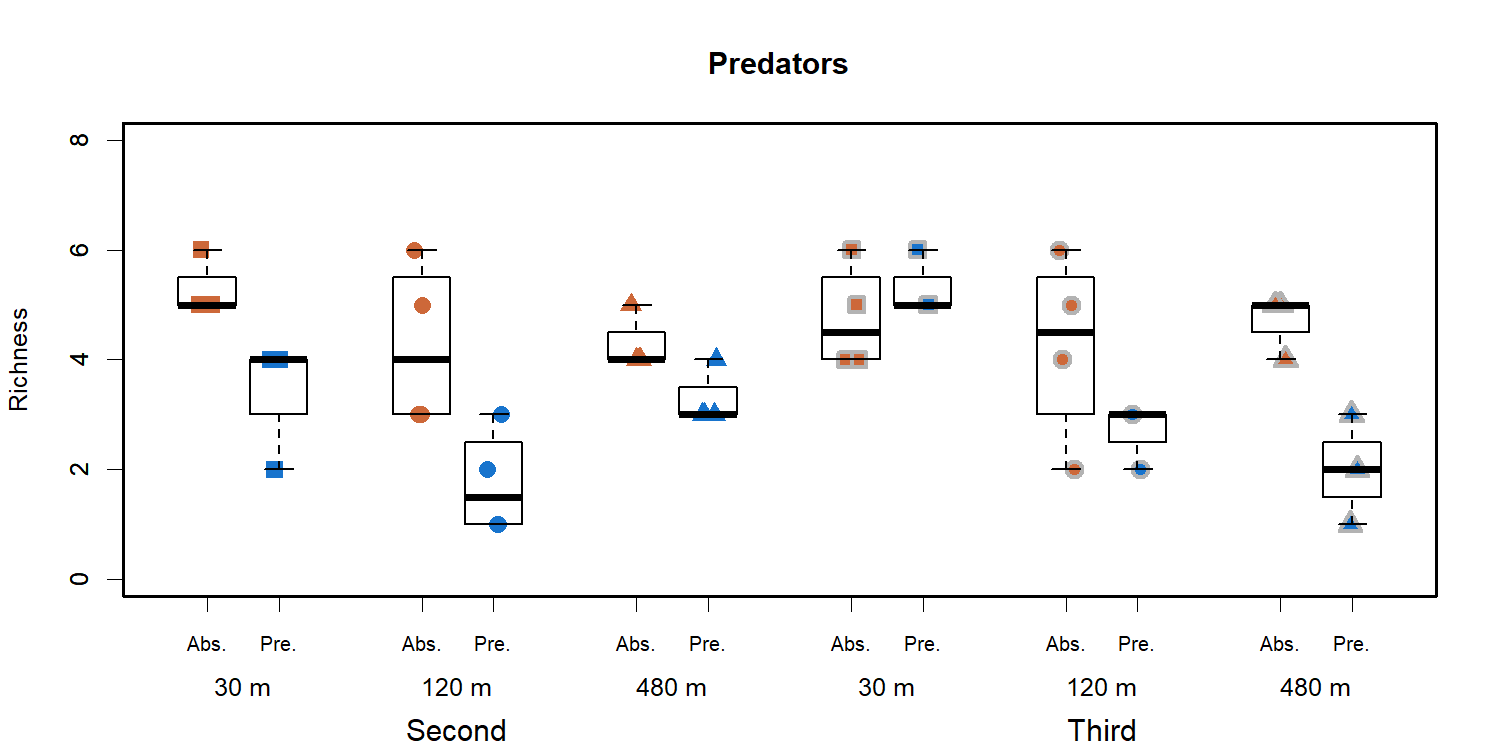 Predators
8
6
4
2
0
Richness
Abs. Pre. Abs. Pre. Abs. Pre. Abs. Pre. Abs. Pre. Abs. Pre.
30 m 120 m 480 m 30 m 120 m 480 m
Second Third